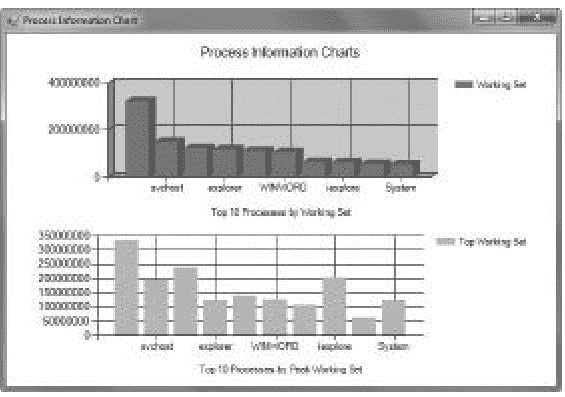 Process Information Chart
Process Information Charts
400000000
200000000
0
Working Set
svchost explorer WINWORD iexplore System
Top 10 Processes by Working Set
350000000
300000000
250000000
200000000
150000000
100000000
50000000
0
Top Working Set
svchost explorer WINWORD iexplore System
Top 10 Processes by Peak Working Set